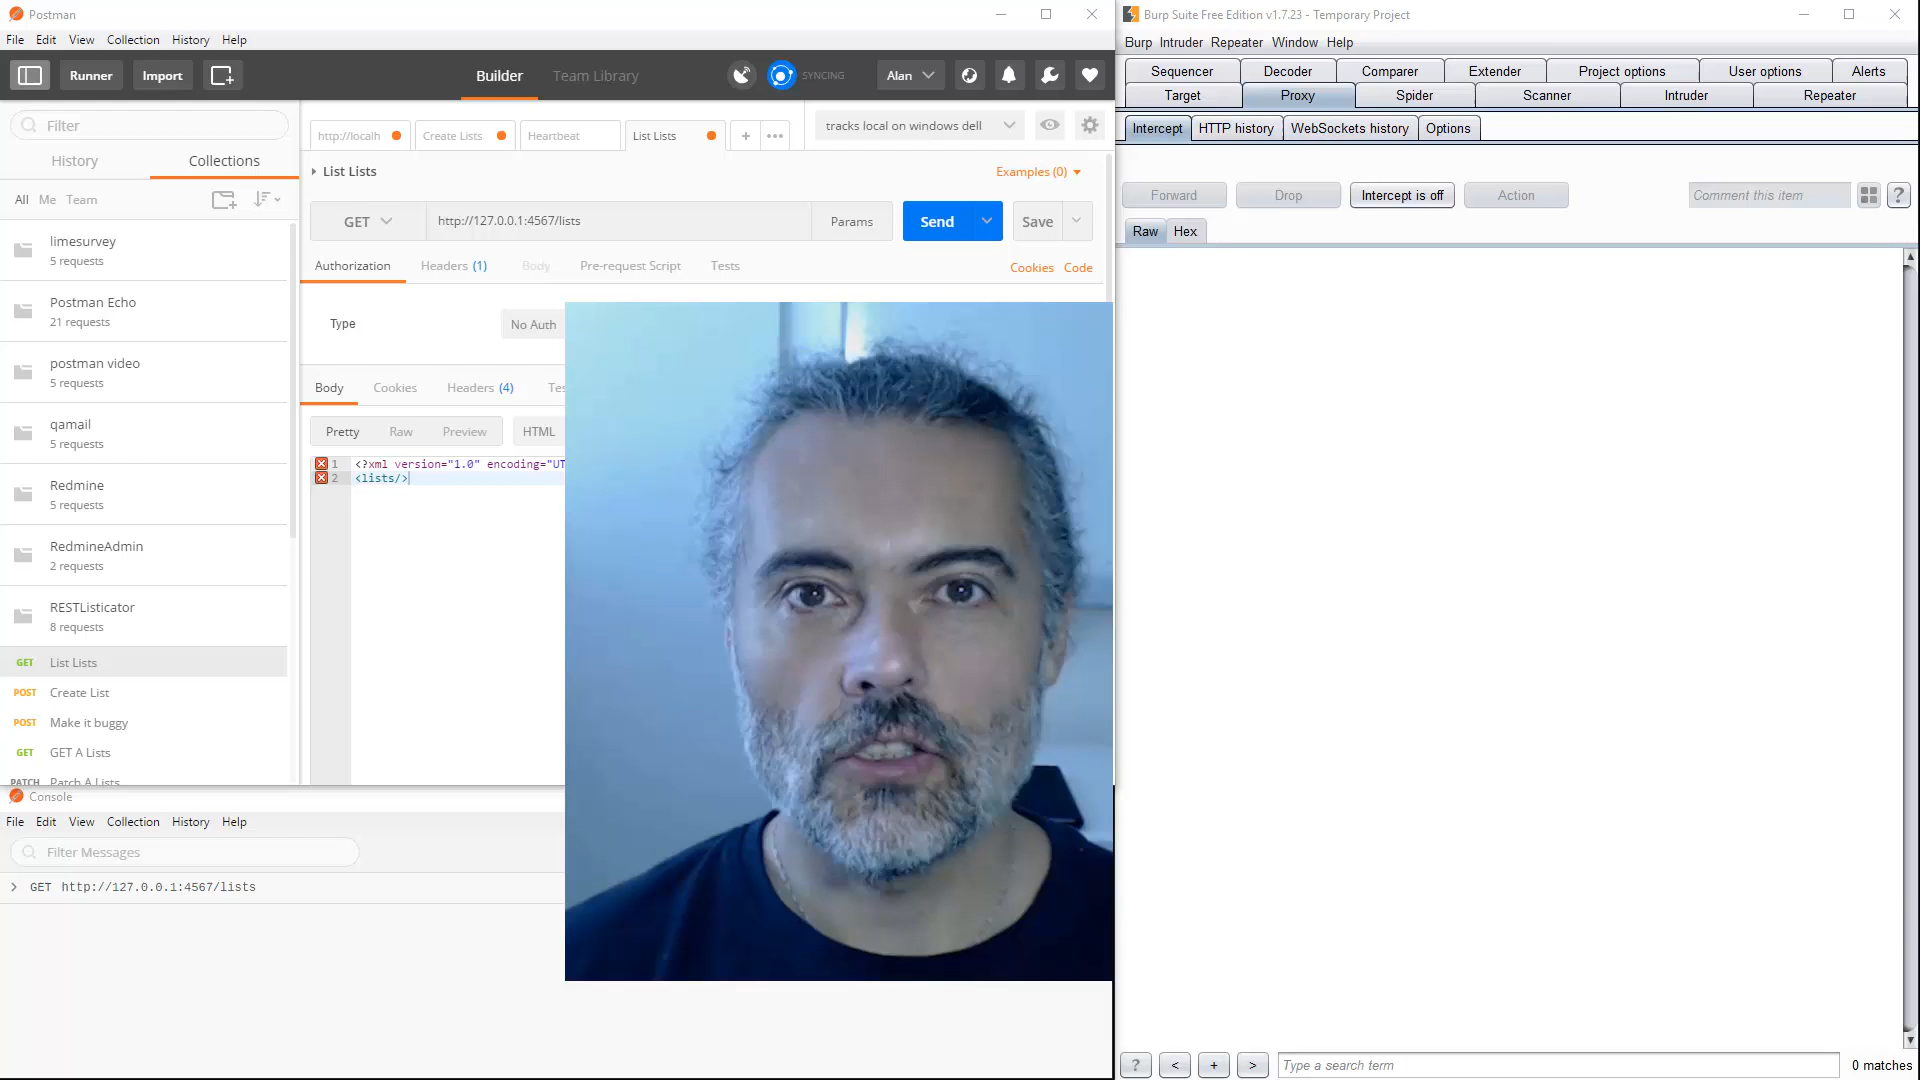 Postman
File Edit View Collection History Help
Runner Import Builder Team Library SYNCING Alan
Filter
History Collections
All Me Team
limesurvey
5 requests
Postman Echo
21 requests
postman video
5 requests
qamail
5 requests
Redmine
5 requests
RedmineAdmin
2 requests
RESTListicator
8 requests
GET List Lists
POST Create List
POST Make it buggy
GET GET A Lists
PATCH Patch A Lists
http://localh Create Lists Heartbeat List Lists + ••• tracks local on windows dell
List Lists Examples (0)
GET http://127.0.0.1:4567/lists Params Send Save
Authorization Headers (1) Body Pre-request Script Tests Cookies Code
Type No Auth
Body Cookies Headers (4) Tes
Pretty Raw Preview HTML
1 <?xml version="1.0" encoding="UT
2 <lists/>
Console
File Edit View Collection History Help
Filter Messages
> GET http://127.0.0.1:4567/lists
Burp Suite Free Edition v1.7.23 - Temporary Project
Burp Intruder Repeater Window Help
Sequencer Decoder Comparer Extender Project options User options Alerts
Target Proxy Spider Scanner Intruder Repeater
Intercept HTTP history WebSockets history Options
Forward Drop Intercept is off Action Comment this item ?
Raw Hex
? < + > Type a search term 0 matches